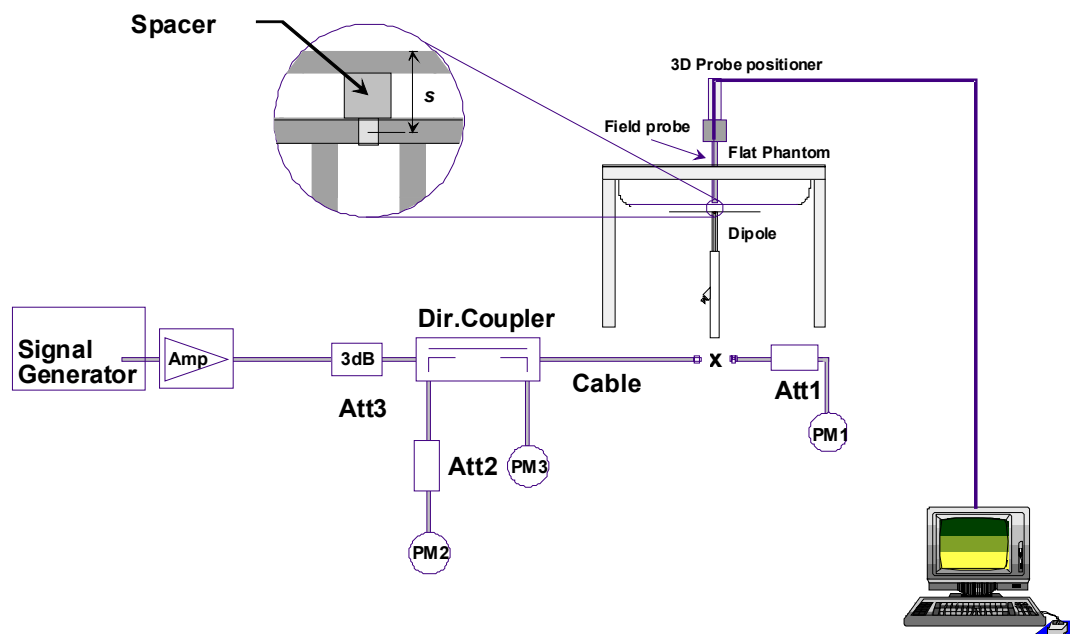 Spacer
s
3D Probe positioner
Field probe
Flat Phantom
Dipole
Dir.Coupler
Signal
Generator
Amp
3dB
Att3
Cable
x
Att1
PM1
Att2
PM3
PM2